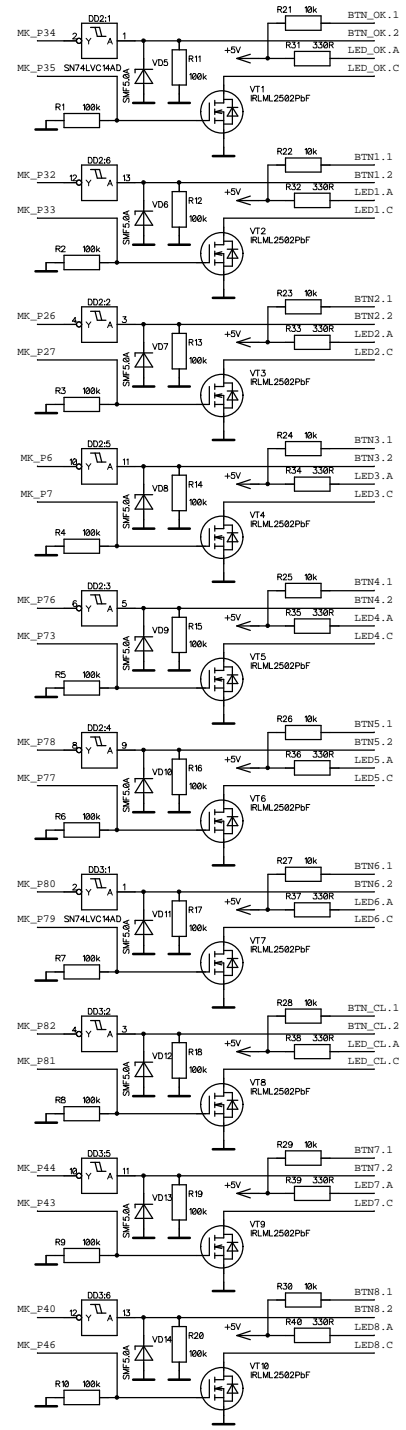 R21 10k BTN_OK.1
DD2:1
MK_P34 2 Y A 1 BTN_OK.2
+5V R31 330R LED_OK.A
MK_P35 SN74LVC14AD SMF5.0A VD5 R11 100k LED_OK.C
R1 100k VT1
IRLML2502PbF
R22 10k BTN1.1
DD2:6
MK_P32 12 Y A 13 BTN1.2
+5V R32 330R LED1.A
MK_P33 SMF5.0A VD6 R12 100k LED1.C
R2 100k VT2
IRLML2502PbF
R23 10k BTN2.1
DD2:2
MK_P26 4 Y A 3 BTN2.2
+5V R33 330R LED2.A
MK_P27 SMF5.0A VD7 R13 100k LED2.C
R3 100k VT3
IRLML2502PbF
R24 10k BTN3.1
DD2:5
MK_P6 10 Y A 11 BTN3.2
+5V R34 330R LED3.A
MK_P7 SMF5.0A VD8 R14 100k LED3.C
R4 100k VT4
IRLML2502PbF
R25 10k BTN4.1
DD2:3
MK_P76 6 Y A 5 BTN4.2
+5V R35 330R LED4.A
MK_P73 SMF5.0A VD9 R15 100k LED4.C
R5 100k VT5
IRLML2502PbF
R26 10k BTN5.1
DD2:4
MK_P78 8 Y A 9 BTN5.2
+5V R36 330R LED5.A
MK_P77 SMF5.0A VD10 R16 100k LED5.C
R6 100k VT6
IRLML2502PbF
R27 10k BTN6.1
DD3:1
MK_P80 2 Y A 1 BTN6.2
+5V R37 330R LED6.A
MK_P79 SN74LVC14AD SMF5.0A VD11 R17 100k LED6.C
R7 100k VT7
IRLML2502PbF
R28 10k BTN_CL.1
DD3:2
MK_P82 4 Y A 3 BTN_CL.2
+5V R38 330R LED_CL.A
MK_P81 SMF5.0A VD12 R18 100k LED_CL.C
R8 100k VT8
IRLML2502PbF
R29 10k BTN7.1
DD3:5
MK_P44 10 Y A 11 BTN7.2
+5V R39 330R LED7.A
MK_P43 SMF5.0A VD13 R19 100k LED7.C
R9 100k VT9
IRLML2502PbF
R30 10k BTN8.1
DD3:6
MK_P40 12 Y A 13 BTN8.2
+5V R40 330R LED8.A
MK_P46 SMF5.0A VD14 R20 100k LED8.C
R10 100k VT10
IRLML2502PbF